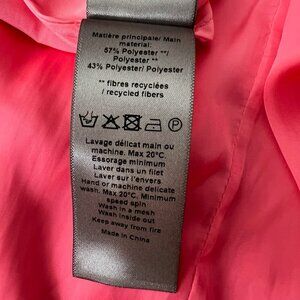 Matière principale/ Main
material:
57% Polyester **/
Polyester **
43% Polyester/ Polyester
** fibres recyclées
/ recycled fibers
Lavage délicat main ou
machine. Max 20°C.
Essorage minimum
Laver dans un filet
Laver sur l'envers
Hand or machine delicate
wash. Max 20°C. Minimum
speed spin
Wash in a mesh
Wash inside out
Keep away from fire
Made in China